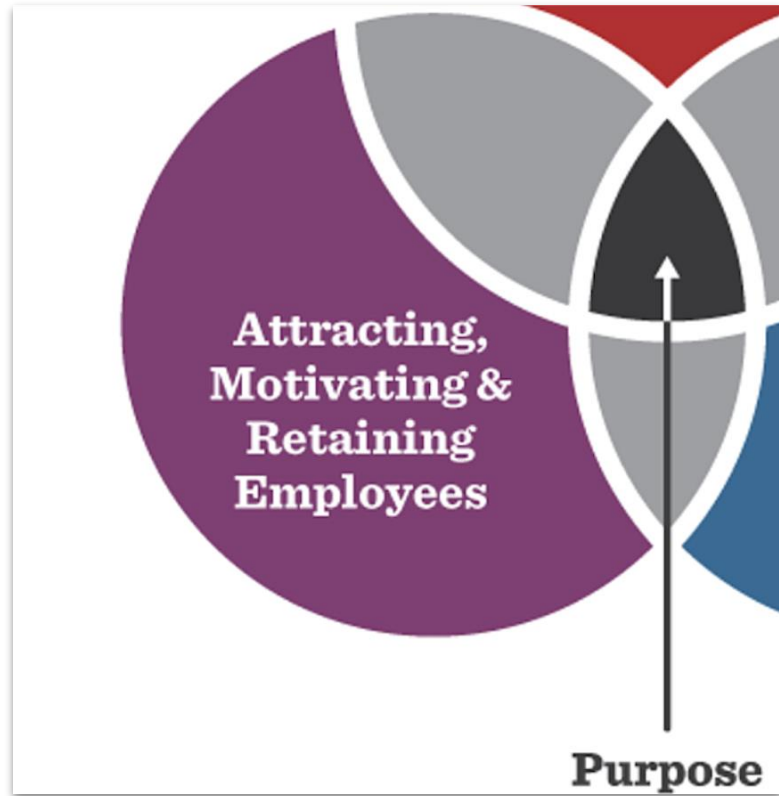 Attracting,
Motivating &
Retaining
Employees
Purpose